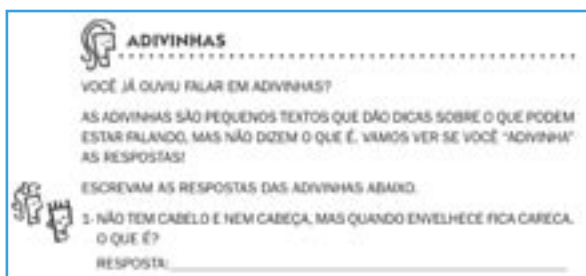 ADIVINHAS
VOCÊ JÁ OUVIU FALAR EM ADIVINHAS?
AS ADIVINHAS SÃO PEQUENOS TEXTOS QUE DÃO DICAS SOBRE O QUE PODEM
ESTAR FALANDO, MAS NÃO DIZEM O QUE É. VAMOS VER SE VOCÊ "ADIVINHA"
AS RESPOSTAS!
ESCREVAM AS RESPOSTAS DAS ADIVINHAS ABAIXO.
1- NÃO TEM CABELO E NEM CABEÇA, MAS QUANDO ENVELHECE FICA CARECA.
O QUE É?
RESPOSTA: